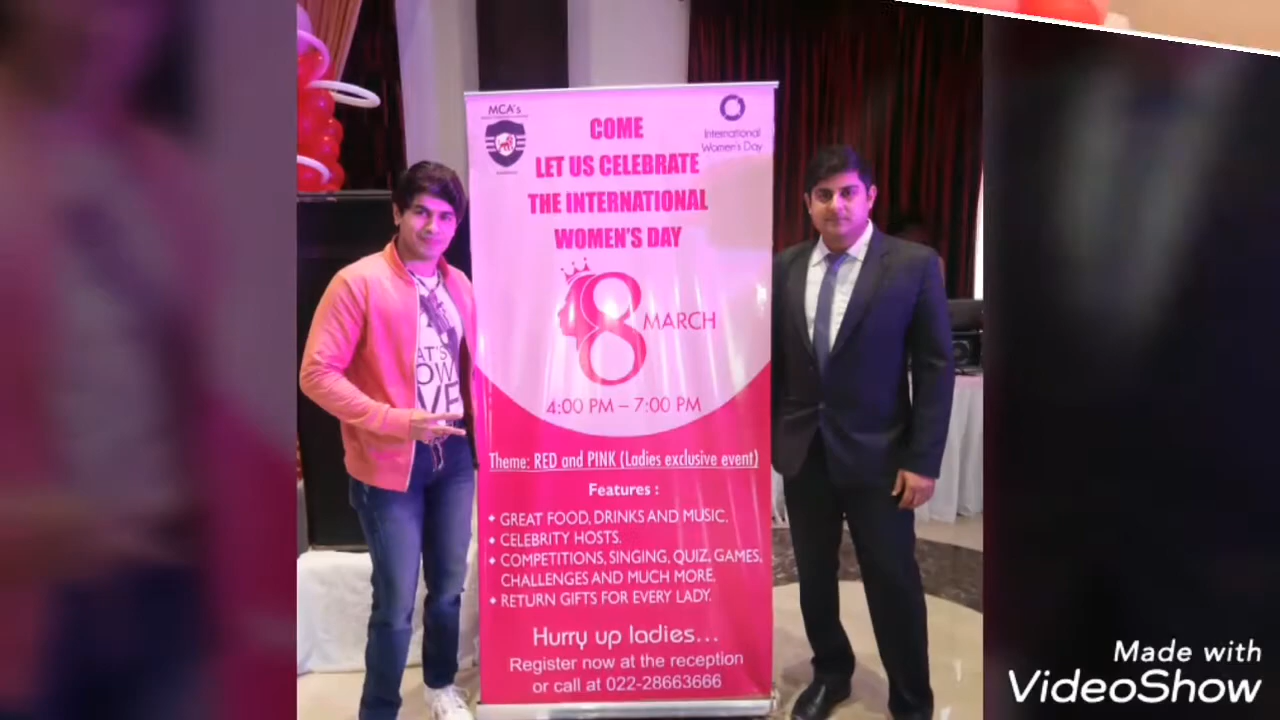 MCA's
International
Women's Day
COME
LET US CELEBRATE
THE INTERNATIONAL
WOMEN'S DAY
8 MARCH
4:00 PM – 7:00 PM
Theme: RED and PINK (Ladies exclusive event)
Features :
GREAT FOOD, DRINKS AND MUSIC.
CELEBRITY HOSTS.
COMPETITIONS, SINGING, QUIZ, GAMES,
CHALLENGES AND MUCH MORE.
RETURN GIFTS FOR EVERY LADY.
Hurry up ladies...
Register now at the reception
or call at 022-28663666
Made with
VideoShow